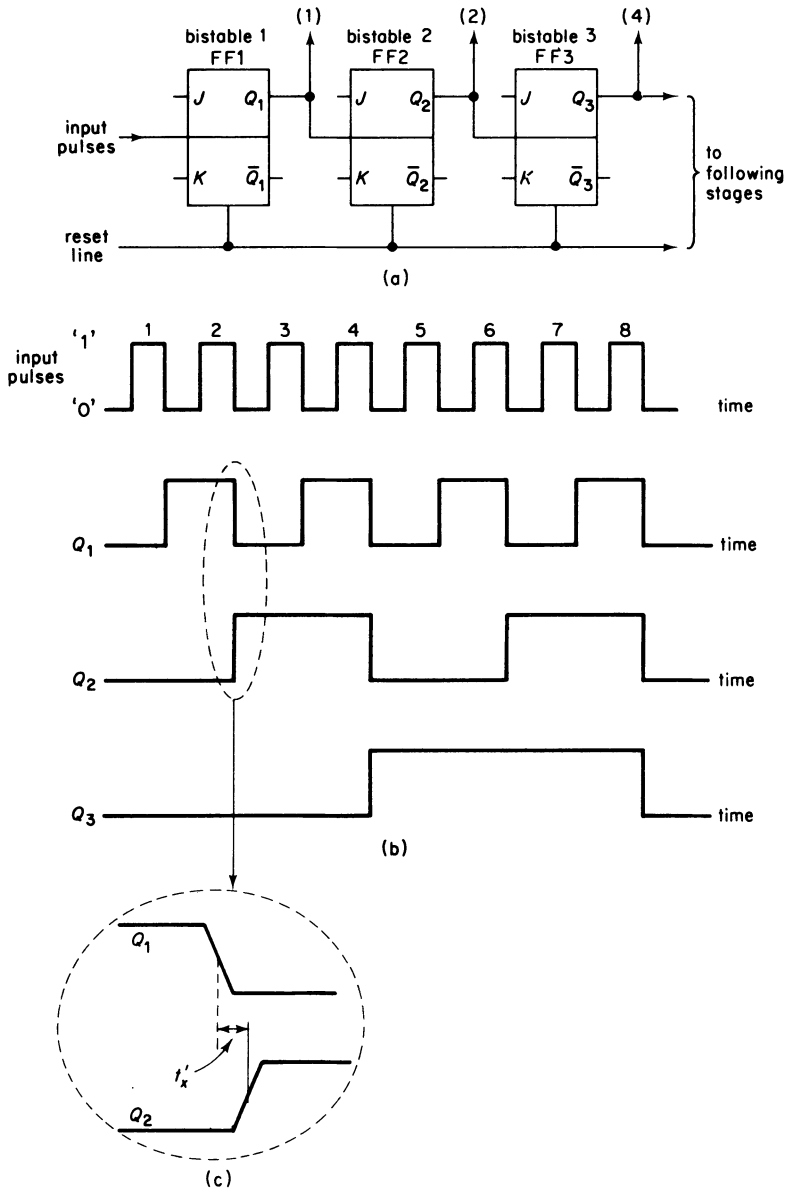 (1) (2) (4)
bistable 1 bistable 2 bistable 3
FF1 FF2 FF3
J Q₁ J Q₂ J Q₃
input
pulses
K Q̄₁ K Q̄₂ K Q̄₃
to
following
stages
reset
line
(a)
1 2 3 4 5 6 7 8
input
pulses
'1'
'0'
time
Q₁
time
Q₂
time
Q₃
time
(b)
Q₁
t′ₓ
Q₂
(c)